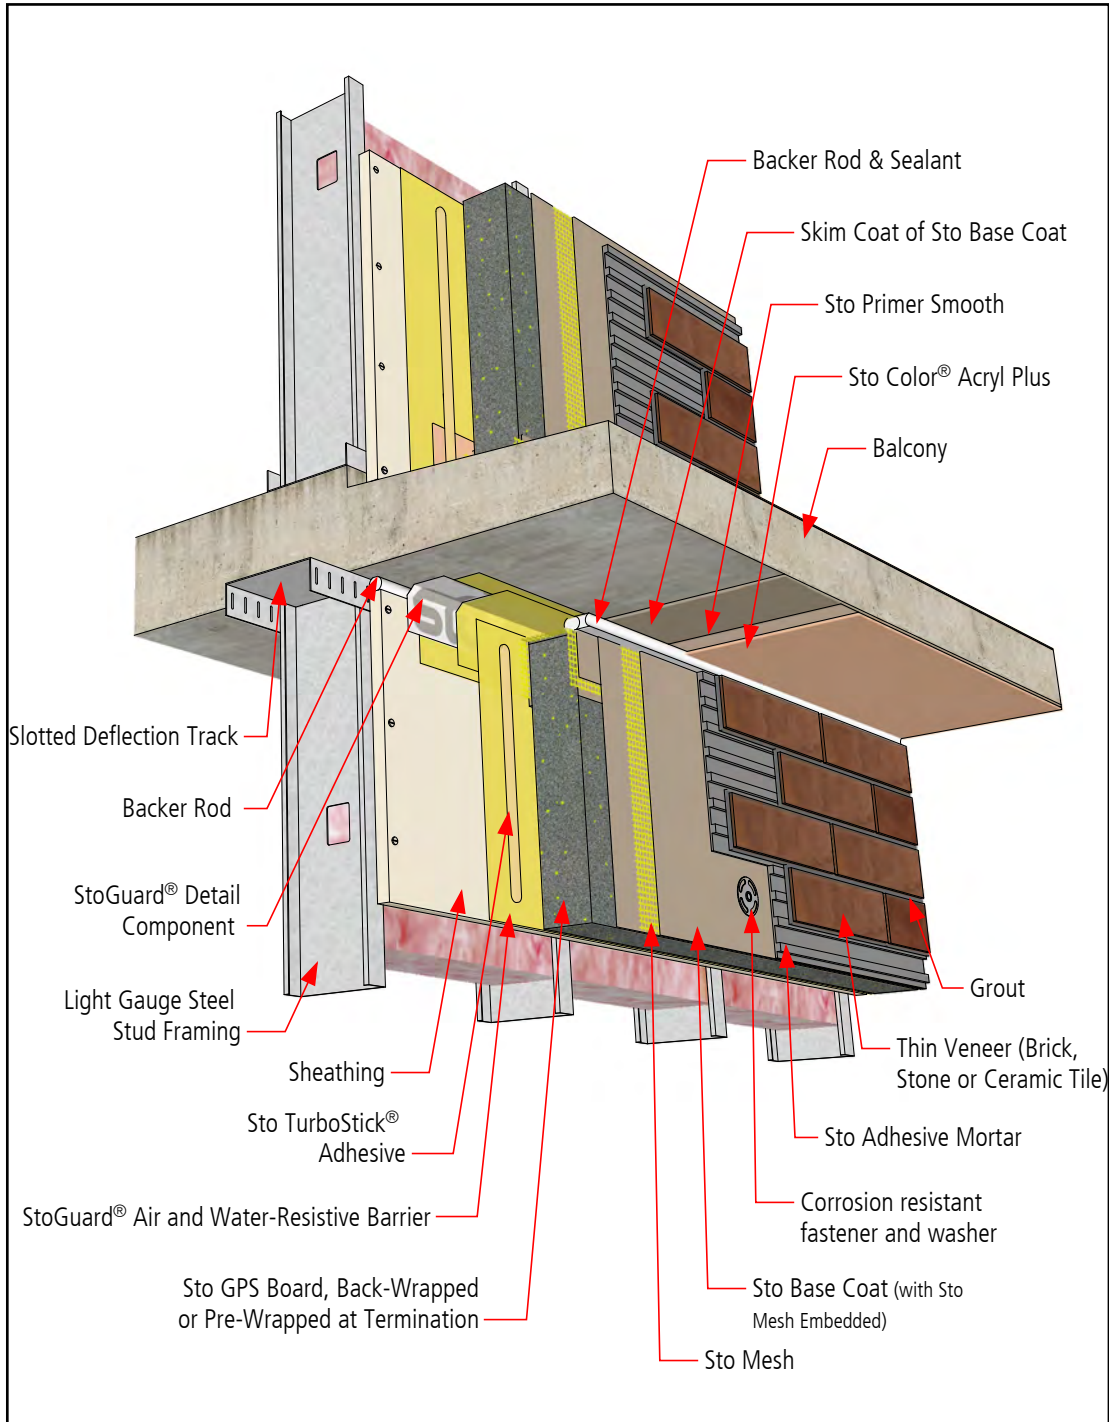 Backer Rod & Sealant
Skim Coat of Sto Base Coat
Sto Primer Smooth
Sto Color® Acryl Plus
Balcony
Slotted Deflection Track
Backer Rod
StoGuard® Detail
Component
Light Gauge Steel
Stud Framing
Sheathing
Sto TurboStick®
Adhesive
StoGuard® Air and Water-Resistive Barrier
Sto GPS Board, Back-Wrapped
or Pre-Wrapped at Termination
Grout
Thin Veneer (Brick,
Stone or Ceramic Tile)
Sto Adhesive Mortar
Corrosion resistant
fastener and washer
Sto Base Coat (with Sto
Mesh Embedded)
Sto Mesh